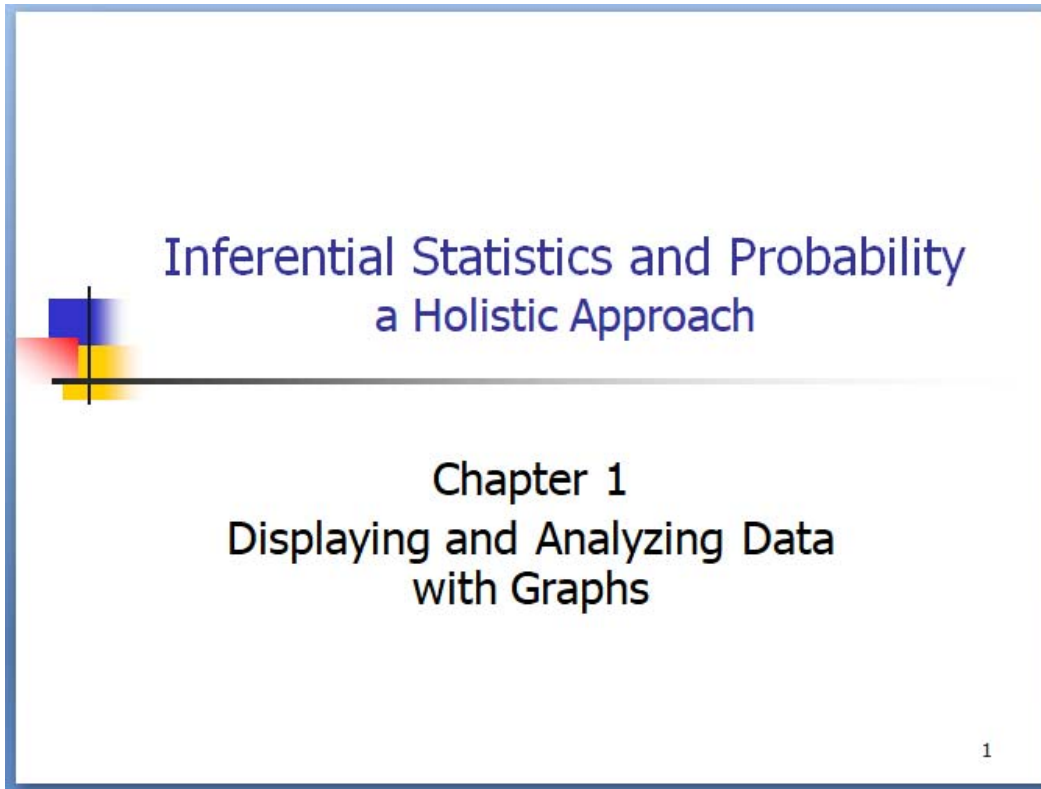 Inferential Statistics and Probability
a Holistic Approach
Chapter 1
Displaying and Analyzing Data
with Graphs
1